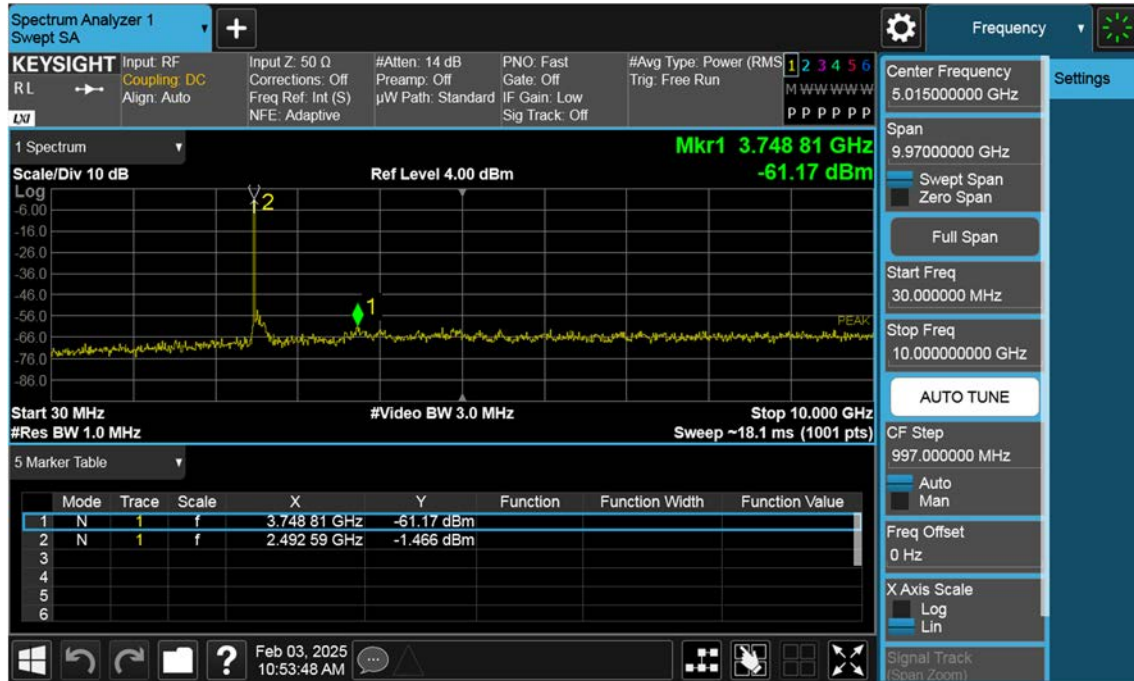 Spectrum Analyzer 1
Swept SA
Frequency
KEYSIGHT
R L
LXI
Input: RF
Coupling: DC
Align: Auto
Input Z: 50 Ω
Corrections: Off
Freq Ref: Int (S)
NFE: Adaptive
#Atten: 14 dB
Preamp: Off
µW Path: Standard
PNO: Fast
Gate: Off
IF Gain: Low
Sig Track: Off
#Avg Type: Power (RMS
Trig: Free Run
1 2 3 4 5 6
M W W W W W
P P P P P P
1 Spectrum
Mkr1 3.748 81 GHz
-61.17 dBm
Scale/Div 10 dB
Ref Level 4.00 dBm
Log
-6.00
-16.0
-26.0
-36.0
-46.0
-56.0
-66.0
-76.0
-86.0
2
1
PEAK
Start 30 MHz
#Video BW 3.0 MHz
Stop 10.000 GHz
#Res BW 1.0 MHz
Sweep ~18.1 ms (1001 pts)
5 Marker Table
Mode Trace Scale X Y Function Function Width Function Value
1 N 1 f 3.748 81 GHz -61.17 dBm
2 N 1 f 2.492 59 GHz -1.466 dBm
3
4
5
6
?
Feb 03, 2025
10:53:48 AM
Center Frequency
5.015000000 GHz
Span
9.97000000 GHz
Swept Span
Zero Span
Full Span
Start Freq
30.000000 MHz
Stop Freq
10.000000000 GHz
AUTO TUNE
CF Step
997.000000 MHz
Auto
Man
Freq Offset
0 Hz
X Axis Scale
Log
Lin
Signal Track
(Span Zoom)
Settings